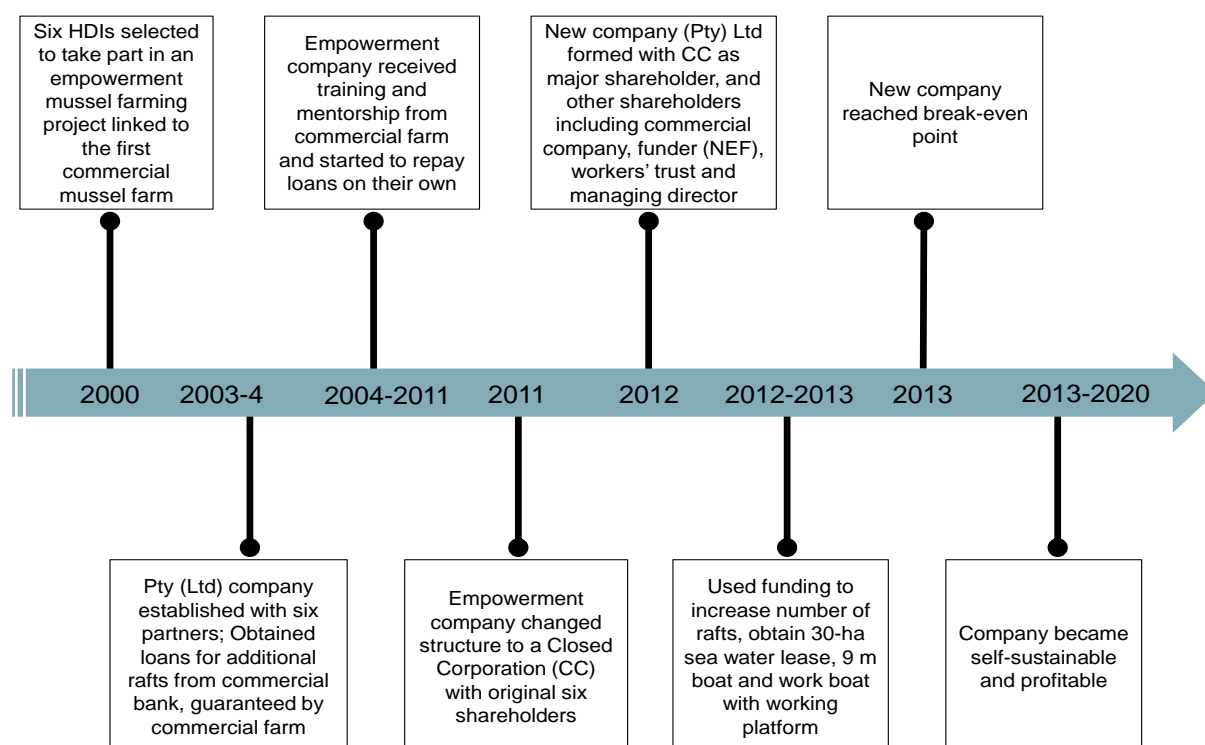 Six HDIs selected
to take part in an
empowerment
mussel farming
project linked to
the first
commercial
mussel farm
Empowerment
company received
training and
mentorship from
commercial farm
and started to repay
loans on their own
New company (Pty) Ltd
formed with CC as
major shareholder, and
other shareholders
including commercial
company, funder (NEF),
workers’ trust and
managing director
New company
reached break-even
point
2000
2003-4
2004-2011
2011
2012
2012-2013
2013
2013-2020
Pty (Ltd) company
established with six
partners; Obtained
loans for additional
rafts from commercial
bank, guaranteed by
commercial farm
Empowerment
company changed
structure to a Closed
Corporation (CC)
with original six
shareholders
Used funding to
increase number of
rafts, obtain 30-ha
sea water lease, 9 m
boat and work boat
with working
platform
Company became
self-sustainable
and profitable